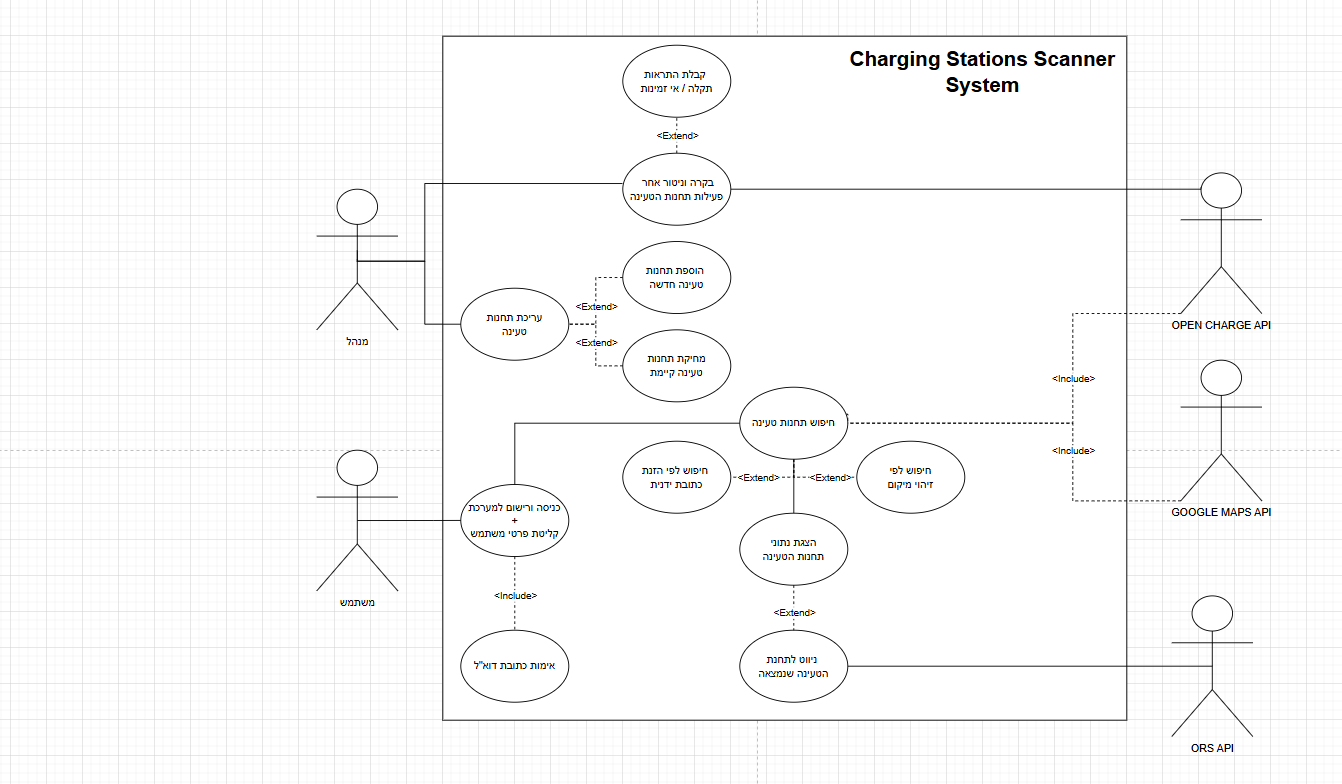 Charging Stations Scanner
System
קבלת התראות
תקלה / אי זמינות
<Extend>
בקרה וניטור אחר
פעילות תחנות הטעינה
מנהל
הוספת תחנות
טעינה חדשה
<Extend>
עריכת תחנות
טעינה
<Extend>
מחיקת תחנות
טעינה קיימת
OPEN CHARGE API
<Include>
חיפוש תחנות טעינה
<Include>
חיפוש לפי הזנת
כתובת ידנית
<Extend>
<Extend>
חיפוש לפי
זיהוי מיקום
GOOGLE MAPS API
כניסה ורישום למערכת
+
קליטת פרטי משתמש
משתמש
הצגת נתוני
תחנות הטעינה
<Include>
<Extend>
אימות כתובת דוא"ל
ניווט לתחנת
הטעינה שנמצאה
ORS API